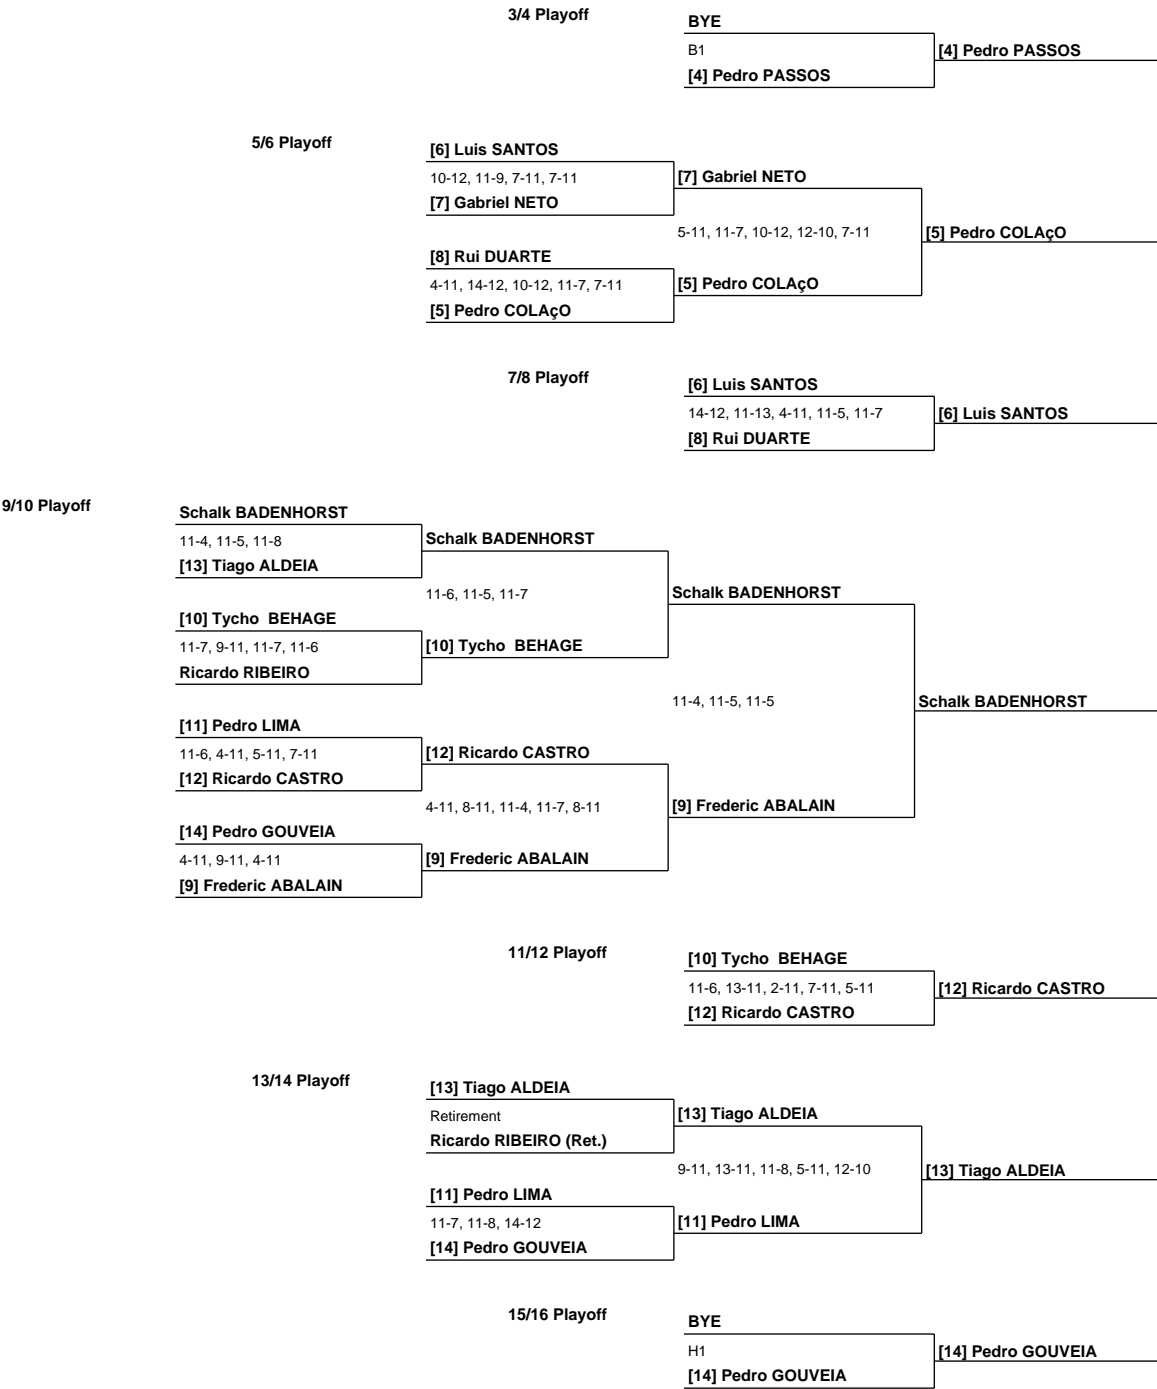 3/4 Playoff
BYE
B1
[4] Pedro PASSOS
[4] Pedro PASSOS
5/6 Playoff
[6] Luis SANTOS
10-12, 11-9, 7-11, 7-11
[7] Gabriel NETO
[7] Gabriel NETO
5-11, 11-7, 10-12, 12-10, 7-11
[5] Pedro COLAçO
[8] Rui DUARTE
4-11, 14-12, 10-12, 11-7, 7-11
[5] Pedro COLAçO
[5] Pedro COLAçO
7/8 Playoff
[6] Luis SANTOS
14-12, 11-13, 4-11, 11-5, 11-7
[6] Luis SANTOS
[8] Rui DUARTE
9/10 Playoff
Schalk BADENHORST
11-4, 11-5, 11-8
Schalk BADENHORST
[13] Tiago ALDEIA
11-6, 11-5, 11-7
Schalk BADENHORST
[10] Tycho  BEHAGE
11-7, 9-11, 11-7, 11-6
[10] Tycho  BEHAGE
Ricardo RIBEIRO
11-4, 11-5, 11-5
Schalk BADENHORST
[11] Pedro LIMA
11-6, 4-11, 5-11, 7-11
[12] Ricardo CASTRO
[12] Ricardo CASTRO
4-11, 8-11, 11-4, 11-7, 8-11
[9] Frederic ABALAIN
[14] Pedro GOUVEIA
4-11, 9-11, 4-11
[9] Frederic ABALAIN
[9] Frederic ABALAIN
11/12 Playoff
[10] Tycho  BEHAGE
11-6, 13-11, 2-11, 7-11, 5-11
[12] Ricardo CASTRO
[12] Ricardo CASTRO
13/14 Playoff
[13] Tiago ALDEIA
Retirement
[13] Tiago ALDEIA
Ricardo RIBEIRO (Ret.)
9-11, 13-11, 11-8, 5-11, 12-10
[13] Tiago ALDEIA
[11] Pedro LIMA
11-7, 11-8, 14-12
[11] Pedro LIMA
[14] Pedro GOUVEIA
15/16 Playoff
BYE
H1
[14] Pedro GOUVEIA
[14] Pedro GOUVEIA